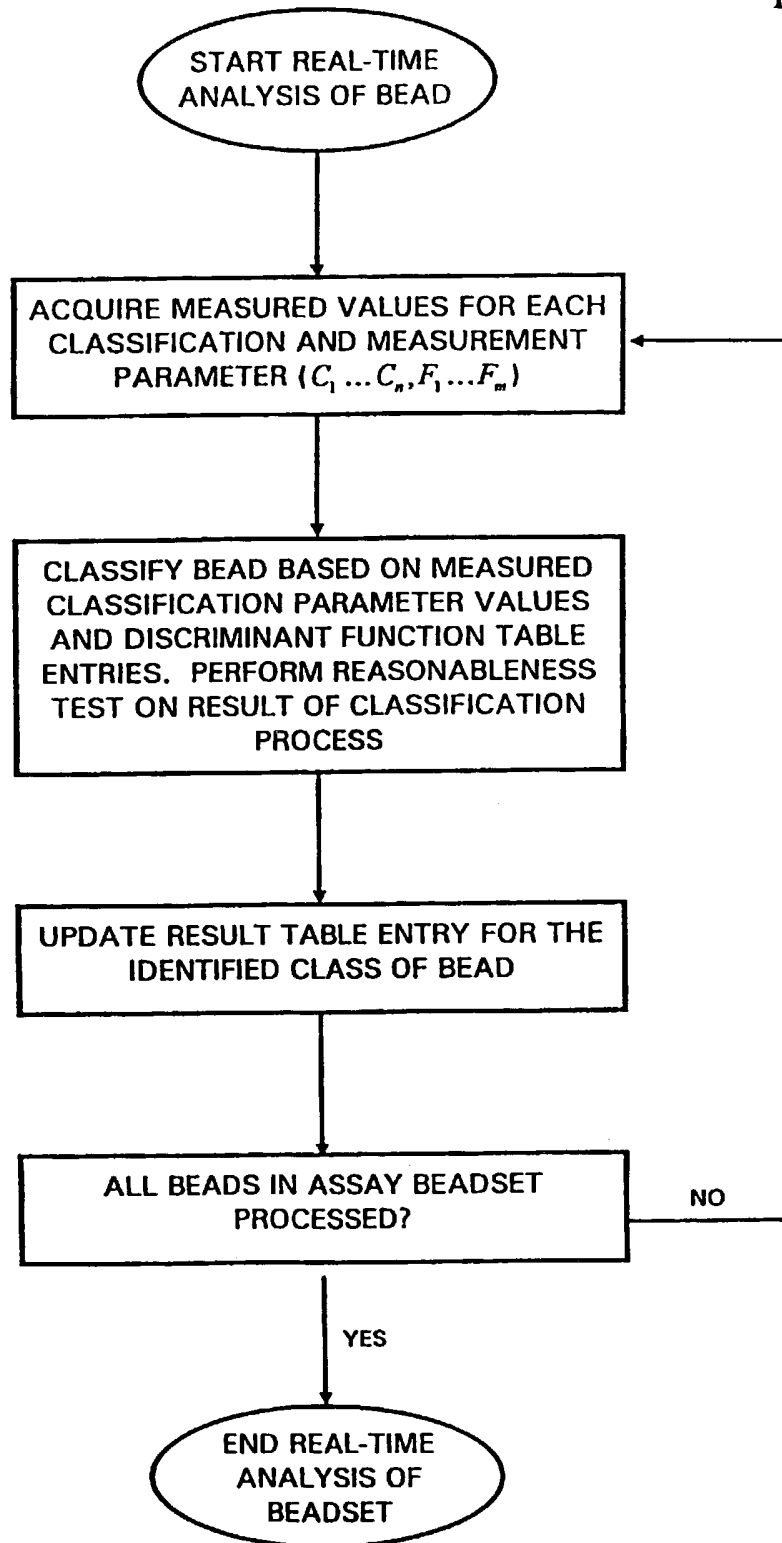 START REAL-TIME
ANALYSIS OF BEAD
ACQUIRE MEASURED VALUES FOR EACH
CLASSIFICATION AND MEASUREMENT
PARAMETER (C₁ ...Cₙ,F₁...Fₘ)
CLASSIFY BEAD BASED ON MEASURED
CLASSIFICATION PARAMETER VALUES
AND DISCRIMINANT FUNCTION TABLE
ENTRIES. PERFORM REASONABLENESS
TEST ON RESULT OF CLASSIFICATION
PROCESS
UPDATE RESULT TABLE ENTRY FOR THE
IDENTIFIED CLASS OF BEAD
ALL BEADS IN ASSAY BEADSET
PROCESSED?
NO
YES
END REAL-TIME
ANALYSIS OF
BEADSET